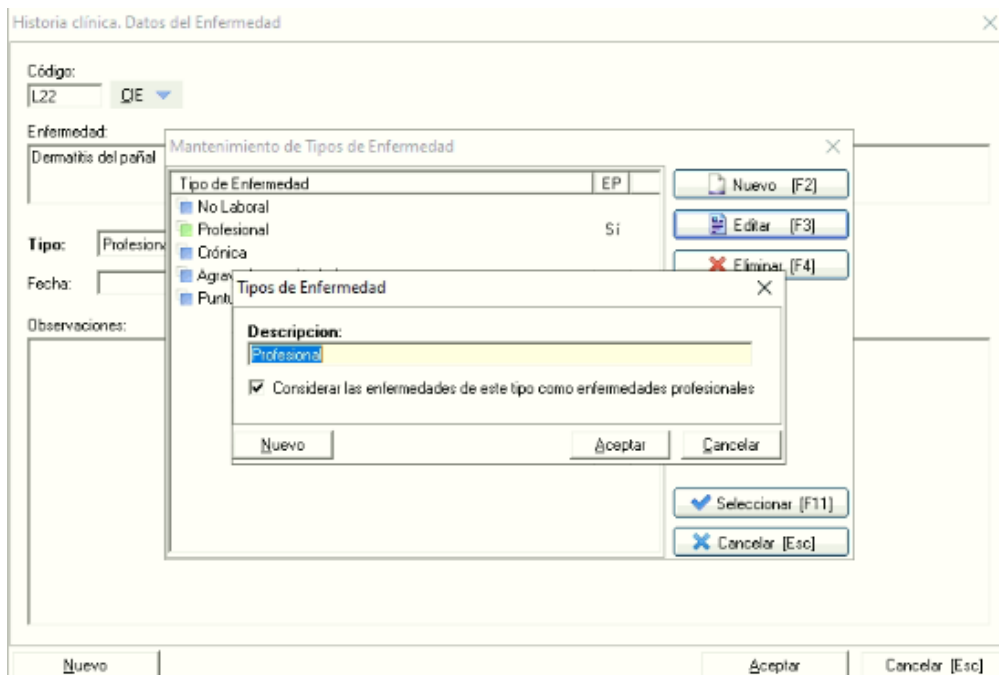 Historia clínica. Datos del Enfermedad
Código:
L22 CIE
Enfermedad:
Dermatitis del pañal
Mantenimiento de Tipos de Enfermedad
Tipo de Enfermedad EP
No Laboral
Profesional Sí
Crónica
Nuevo [F2]
Editar [F3]
Eliminar [F4]
Tipo:
Fecha:
Observaciones:
Tipos de Enfermedad
Descripcion:
Profesional
Considerar las enfermedades de este tipo como enfermedades profesionales
Nuevo Aceptar Cancelar
Seleccionar [F11]
Cancelar [Esc]
Nuevo Aceptar Cancelar [Esc]